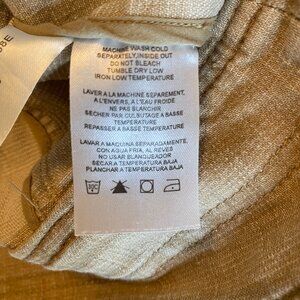 MACHINE WASH COLD
SEPARATELY, INSIDE OUT
DO NOT BLEACH
TUMBLE DRY LOW
IRON LOW TEMPERATURE
LAVER A LA MACHINE SEPAREMENT,
A L'ENVERS, A L'EAU FROIDE
NE PAS BLANCHIR
SECHER PAR CULBUTAGE A BASSE
TEMPERATURE
REPASSER A BASSE TEMPERATURE
LAVAR A MAQUINA SEPARADAMENTE,
CON AGUA FRIA, AL REVES
NO USAR BLANQUEADOR
SECAR A TEMPERATURA BAJA
PLANCHAR A TEMPERATURA BAJA
30C